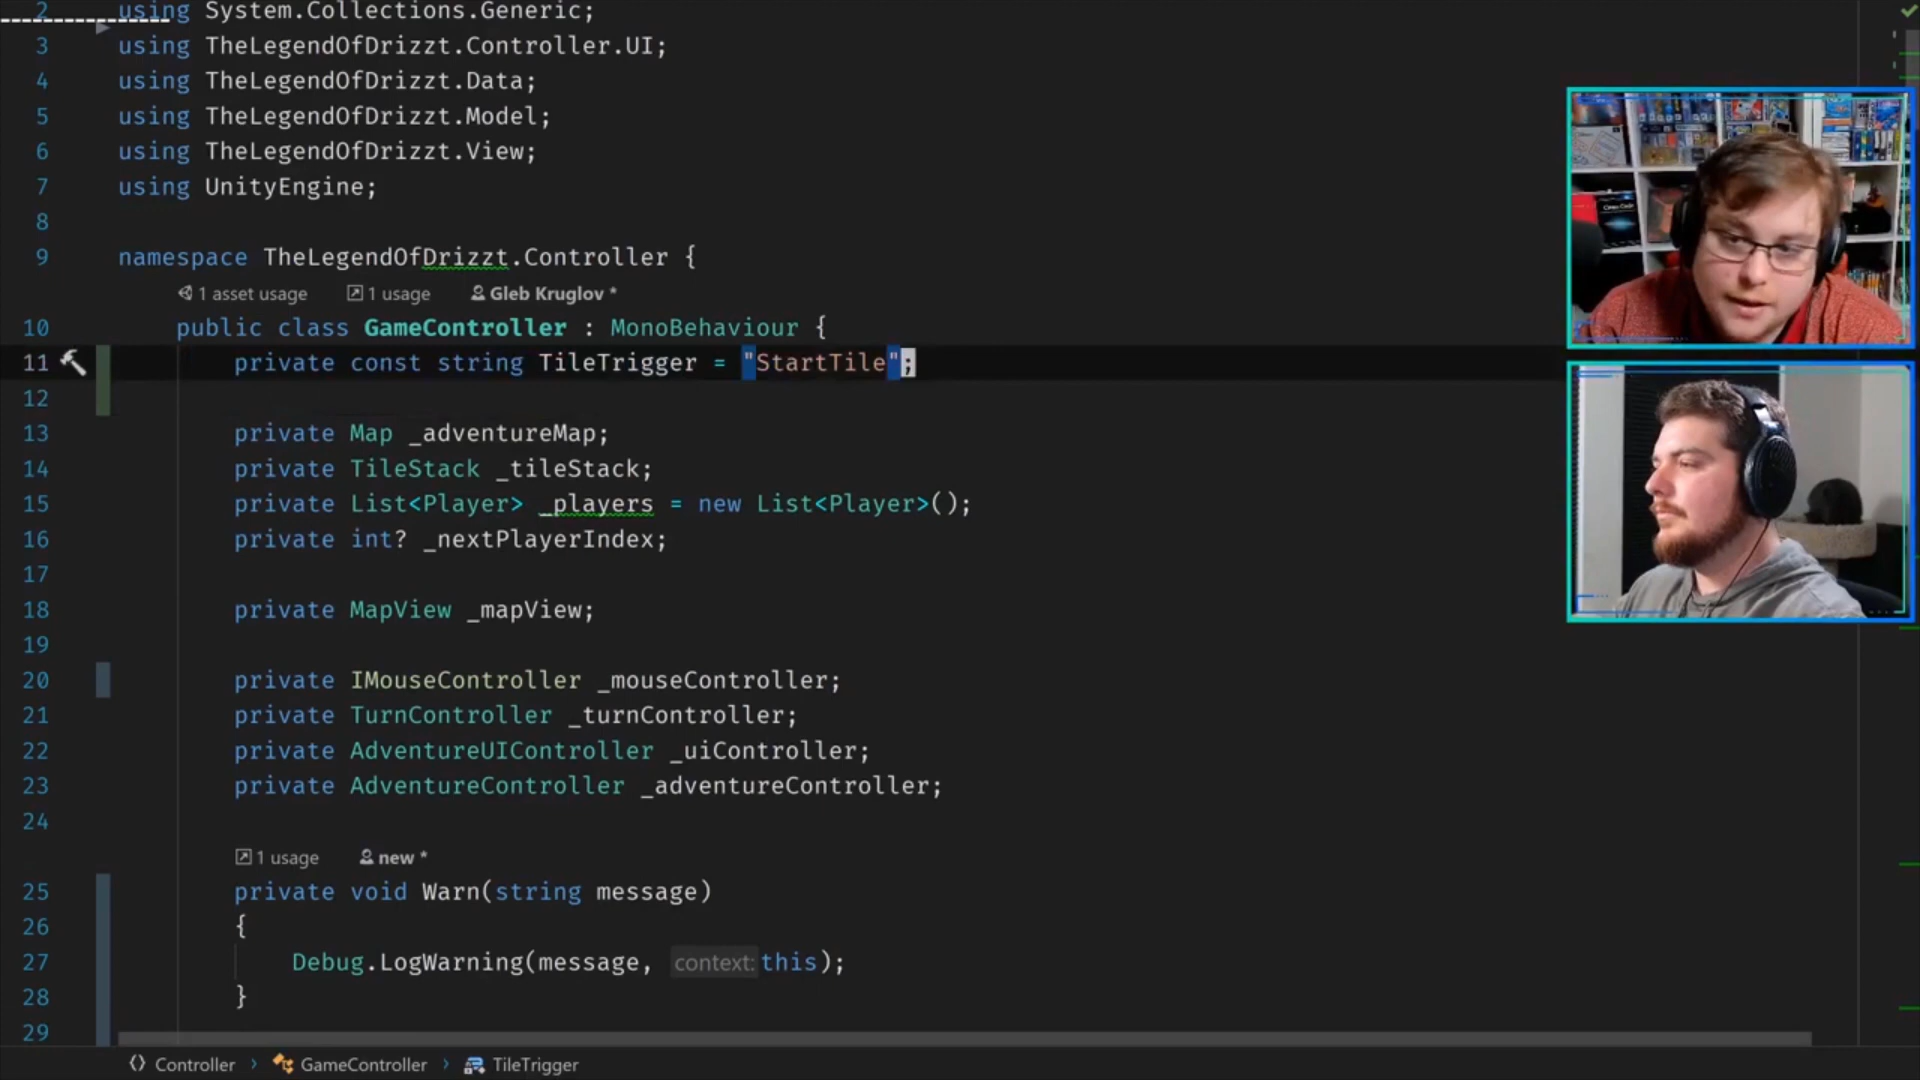 2 using System.Collections.Generic;
3 using TheLegendOfDrizzt.Controller.UI;
4 using TheLegendOfDrizzt.Data;
5 using TheLegendOfDrizzt.Model;
6 using TheLegendOfDrizzt.View;
7 using UnityEngine;
8
9 namespace TheLegendOfDrizzt.Controller {
1 asset usage 1 usage Gleb Kruglov *
10 public class GameController : MonoBehaviour {
11 private const string TileTrigger = "StartTile";
12
13 private Map _adventureMap;
14 private TileStack _tileStack;
15 private List<Player> _players = new List<Player>();
16 private int? _nextPlayerIndex;
17
18 private MapView _mapView;
19
20 private IMouseController _mouseController;
21 private TurnController _turnController;
22 private AdventureUIController _uiController;
23 private AdventureController _adventureController;
24
1 usage new *
25 private void Warn(string message)
26 {
27 Debug.LogWarning(message, context: this);
28 }
29
Controller > GameController > TileTrigger